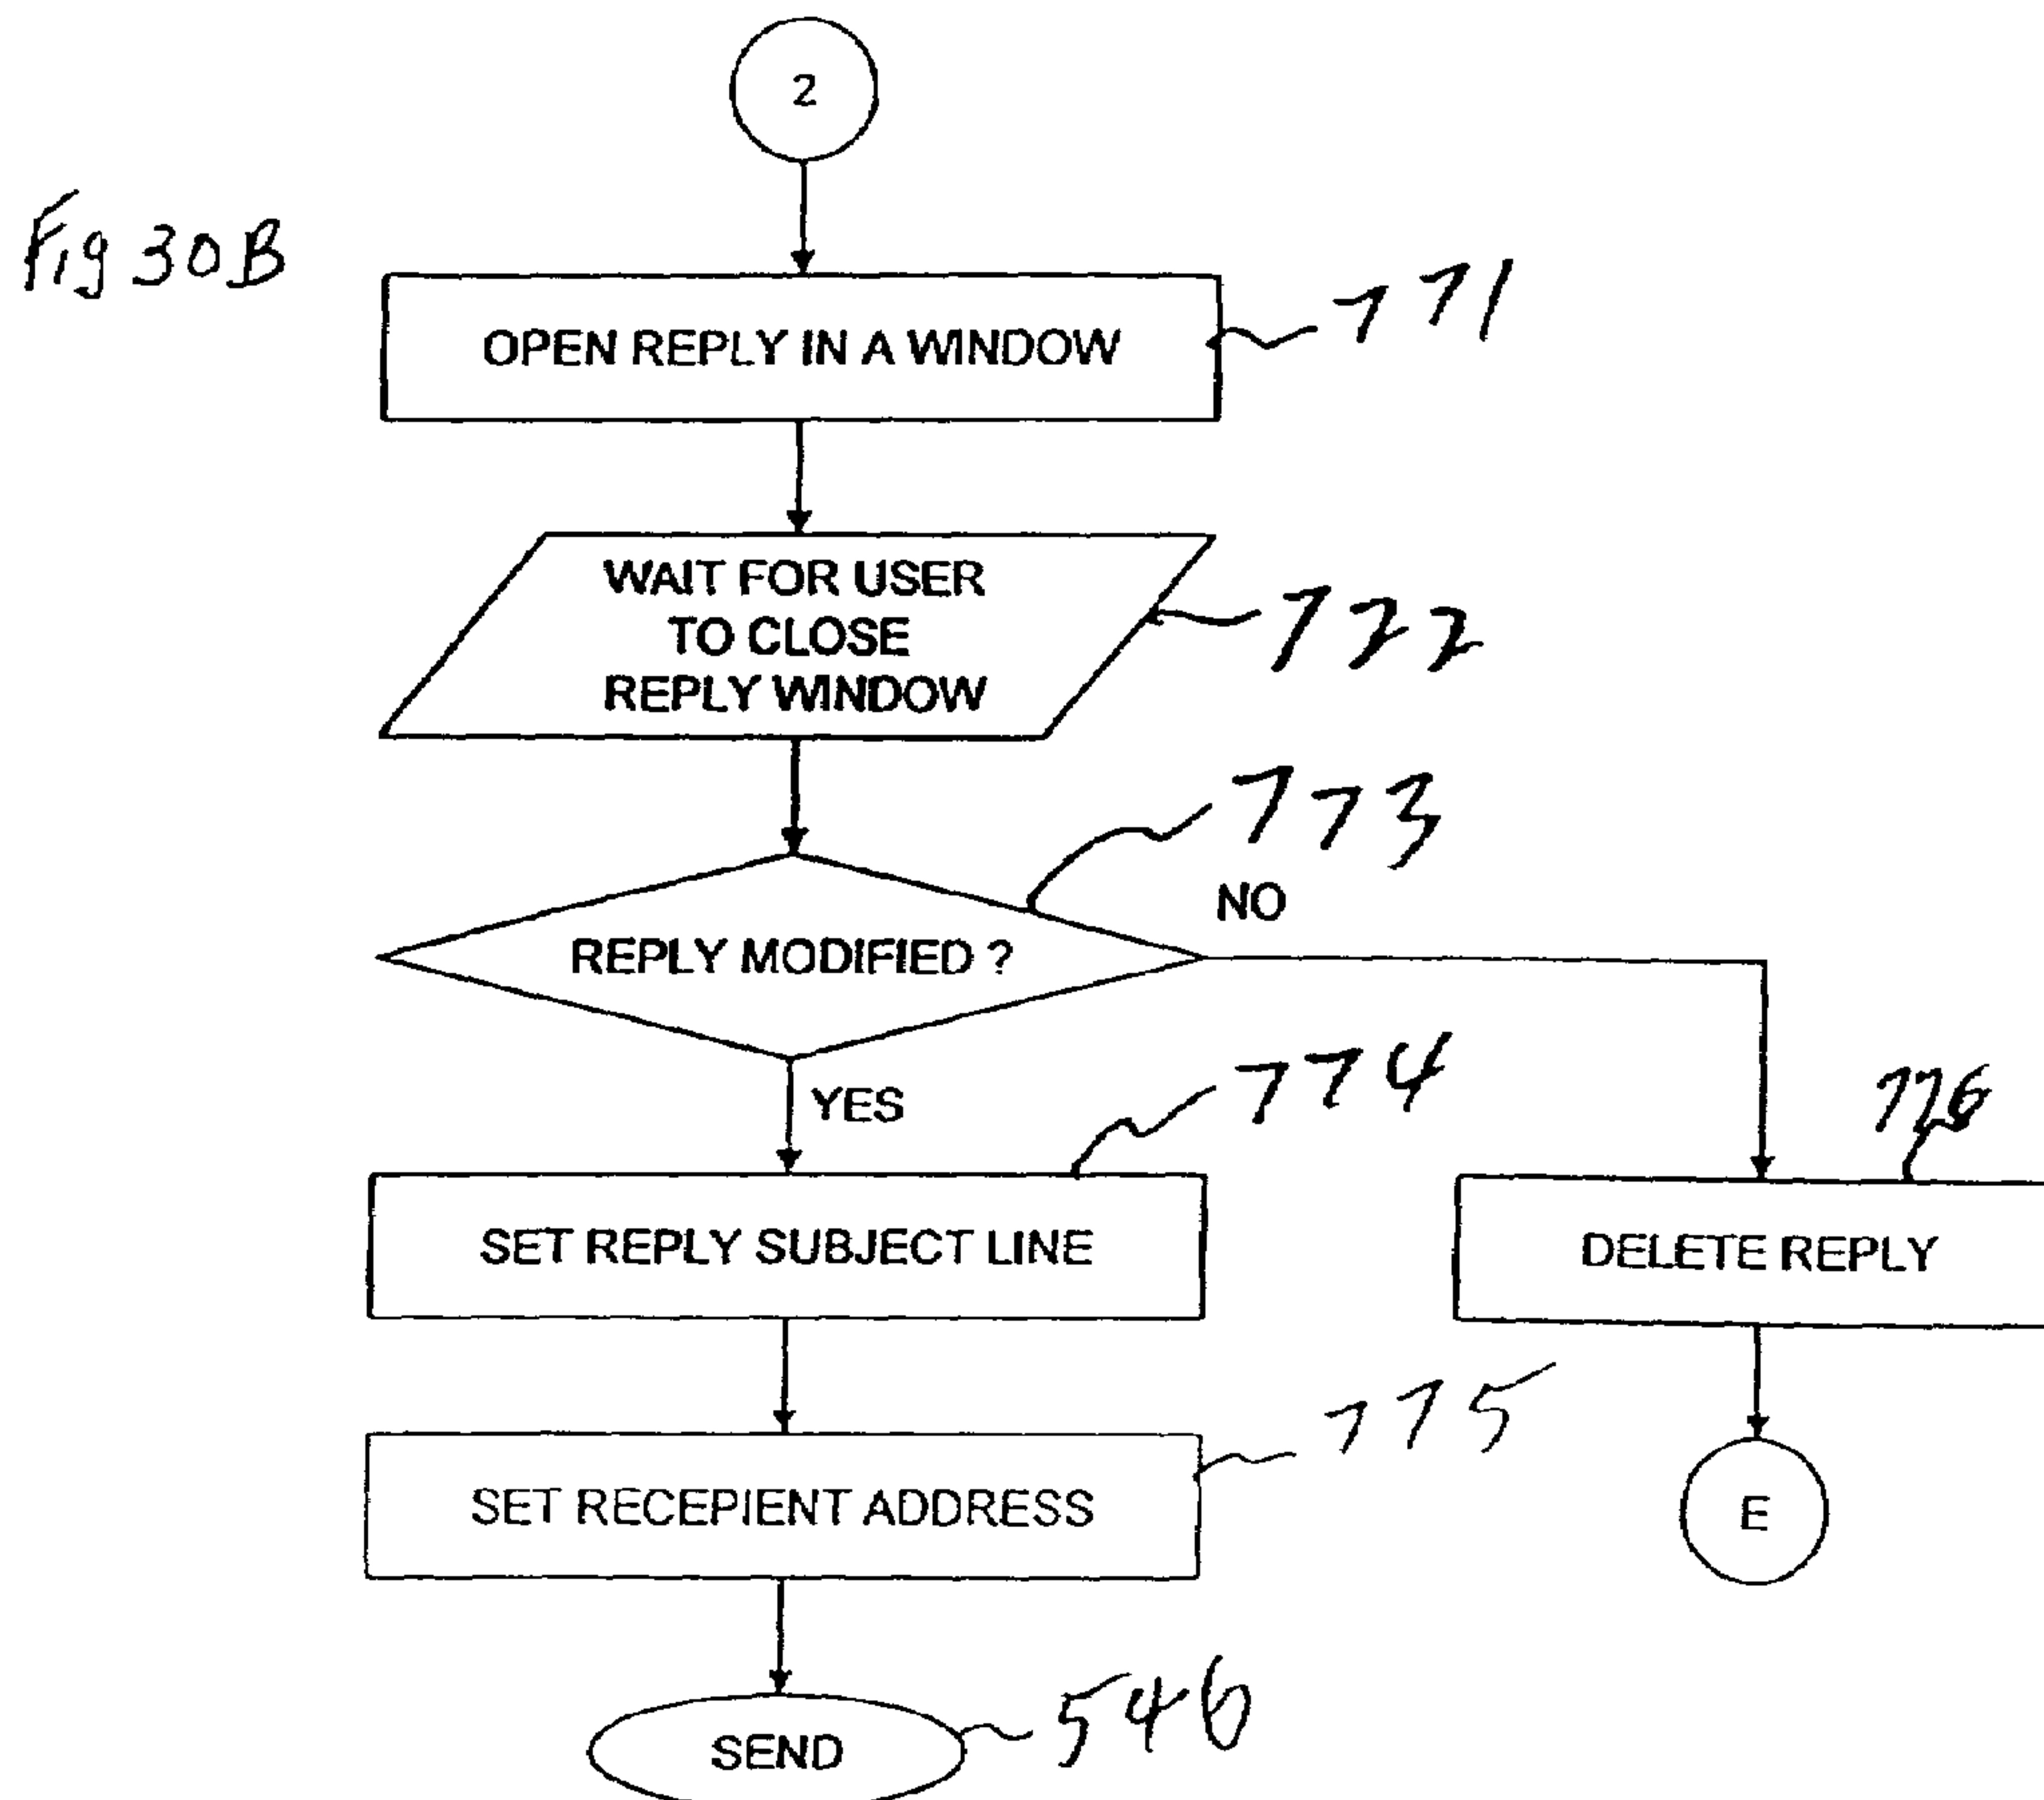 2
Fig 30B
OPEN REPLY IN A WINDOW
771
WAIT FOR USER
TO CLOSE
REPLY WINDOW
772
773
NO
REPLY MODIFIED ?
YES
774
776
SET REPLY SUBJECT LINE
DELETE REPLY
775
SET RECEPIENT ADDRESS
E
546
SEND